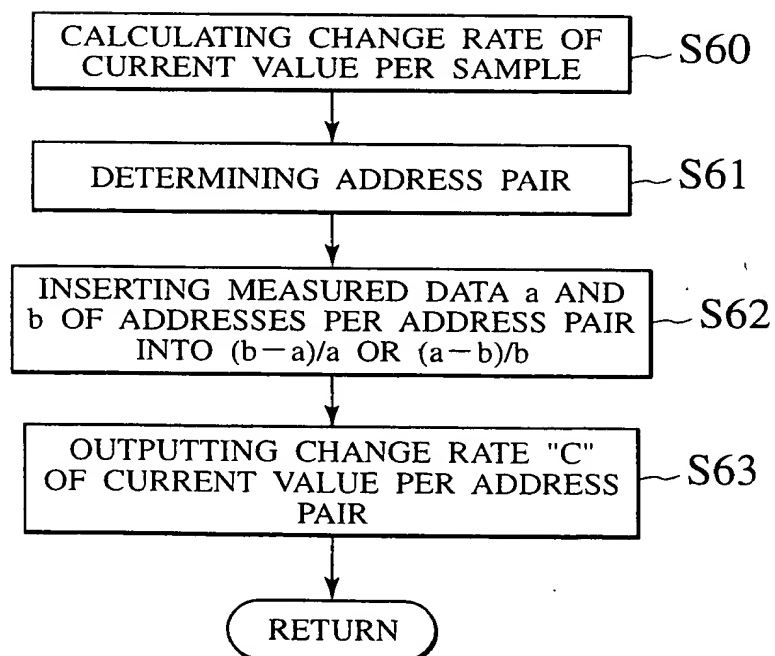 CALCULATING CHANGE RATE OF
CURRENT VALUE PER SAMPLE
S60
DETERMINING ADDRESS PAIR
S61
INSERTING MEASURED DATA a AND
b OF ADDRESSES PER ADDRESS PAIR
INTO (b−a)/a OR (a−b)/b
S62
OUTPUTTING CHANGE RATE "C"
OF CURRENT VALUE PER ADDRESS
PAIR
S63
RETURN